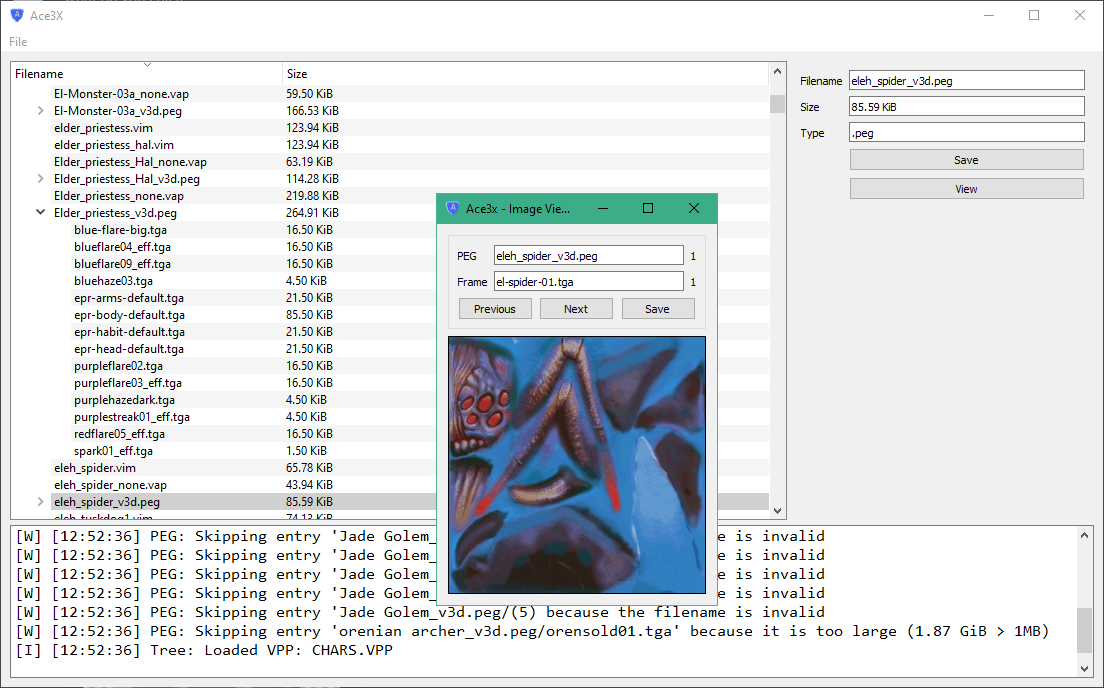 Ace3X
File
Filename Size
El-Monster-03a_none.vap 59.50 KiB
El-Monster-03a_v3d.peg 166.53 KiB
elder_priestess.vim 123.94 KiB
elder_priestess_hal.vim 123.94 KiB
Elder_priestess_Hal_none.vap 63.19 KiB
Elder_priestess_Hal_v3d.peg 114.28 KiB
Elder_priestess_none.vap 219.88 KiB
Elder_priestess_v3d.peg 264.91 KiB
blue-flare-big.tga 16.50 KiB
blueflare04_eff.tga 16.50 KiB
blueflare09_eff.tga 16.50 KiB
bluehaze03.tga 4.50 KiB
epr-arms-default.tga 21.50 KiB
epr-body-default.tga 85.50 KiB
epr-habit-default.tga 21.50 KiB
epr-head-default.tga 21.50 KiB
purpleflare02.tga 16.50 KiB
purpleflare03_eff.tga 16.50 KiB
purplehazedark.tga 4.50 KiB
purplestreak01_eff.tga 4.50 KiB
redflare05_eff.tga 16.50 KiB
spark01_eff.tga 1.50 KiB
eleh_spider.vim 65.78 KiB
eleh_spider_none.vap 43.94 KiB
eleh_spider_v3d.peg 85.59 KiB
eleh_tuskdog1.vim 74.13 KiB
Filename eleh_spider_v3d.peg
Size 85.59 KiB
Type .peg
Save
View
Ace3x - Image Vie...
PEG eleh_spider_v3d.peg 1
Frame el-spider-01.tga 1
Previous Next Save
[W] [12:52:36] PEG: Skipping entry 'Jade Golem_ e is invalid
[W] [12:52:36] PEG: Skipping entry 'Jade Golem_ e is invalid
[W] [12:52:36] PEG: Skipping entry 'Jade Golem_ e is invalid
[W] [12:52:36] PEG: Skipping entry 'Jade Golem_ e is invalid
[W] [12:52:36] PEG: Skipping entry 'Jade Golem_v3d.peg/(5) because the filename is invalid
[W] [12:52:36] PEG: Skipping entry 'orenian archer_v3d.peg/orensold01.tga' because it is too large (1.87 GiB > 1MB)
[I] [12:52:36] Tree: Loaded VPP: CHARS.VPP